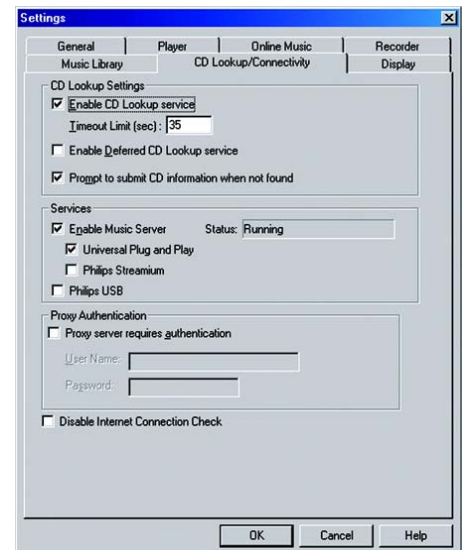 Settings
General Player Online Music Recorder
Music Library CD Lookup/Connectivity Display
CD Lookup Settings
Enable CD Lookup service
Timeout Limit (sec) : 35
Enable Deferred CD Lookup service
Prompt to submit CD information when not found
Services
Enable Music Server Status: Running
Universal Plug and Play
Philips Streamium
Philips USB
Proxy Authentication
Proxy server requires authentication
User Name:
Password:
Disable Internet Connection Check
OK Cancel Help